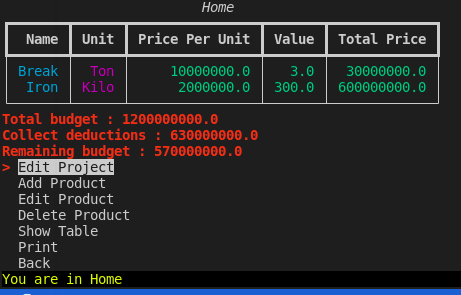 Home
Name Unit Price Per Unit Value Total Price
Break Ton 10000000.0 3.0 30000000.0
Iron Kilo 2000000.0 300.0 600000000.0
Total budget : 1200000000.0
Collect deductions : 630000000.0
Remaining budget : 570000000.0
> Edit Project
Add Product
Edit Product
Delete Product
Show Table
Print
Back
You are in Home